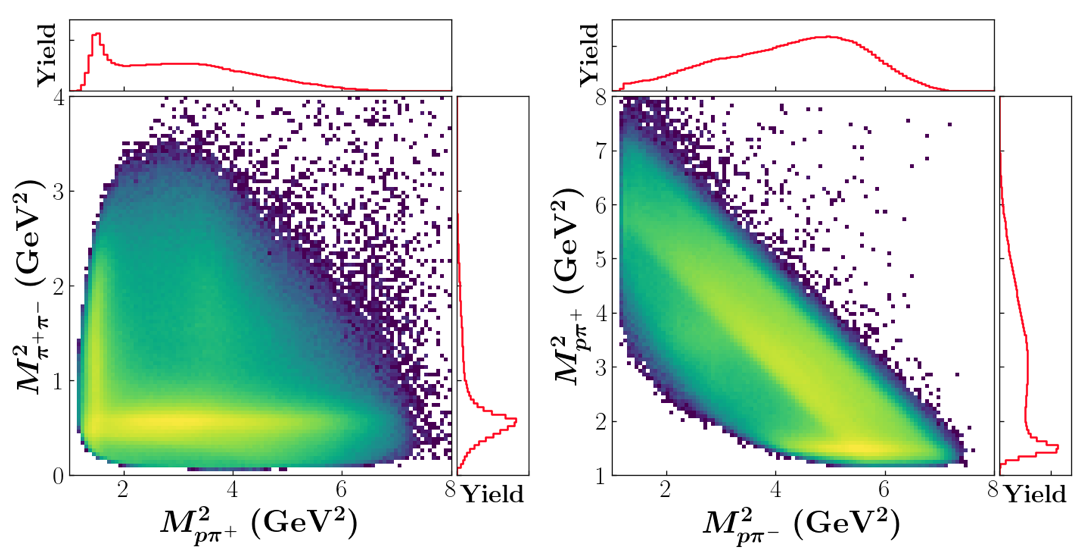 Yield
4
3
2
1
0
M²π⁺π⁻ (GeV²)
2 4 6 8
M²pπ⁺ (GeV²)
Yield
Yield
8
7
6
5
4
3
2
1
M²pπ⁺ (GeV²)
2 4 6 8
M²pπ⁻ (GeV²)
Yield